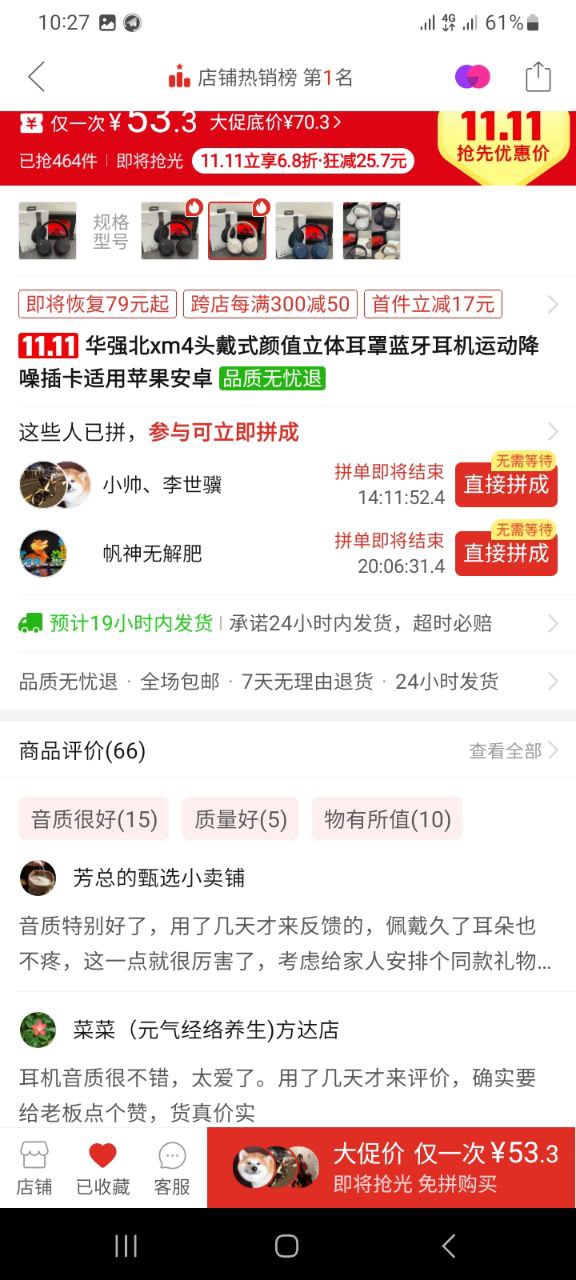 10:27
4G
61%
店铺热销榜 第1名
仅一次¥53.3 大促底价¥70.3>
11.11
抢先优惠价
已抢464件 | 即将抢光 11.11立享6.8折·狂减25.7元
规格
型号
即将恢复79元起 跨店每满300减50 首件立减17元
11.11 华强北xm4头戴式颜值立体耳罩蓝牙耳机运动降
噪插卡适用苹果安卓 品质无忧退
这些人已拼，参与可立即拼成
小帅、李世骥
拼单即将结束
14:11:52.4
无需等待
直接拼成
帆神无解肥
拼单即将结束
20:06:31.4
无需等待
直接拼成
预计19小时内发货 | 承诺24小时内发货，超时必赔
品质无忧退 · 全场包邮 · 7天无理由退货 · 24小时发货
商品评价(66)
查看全部
音质很好(15) 质量好(5) 物有所值(10)
芳总的甄选小卖铺
音质特别好了，用了几天才来反馈的，佩戴久了耳朵也
不疼，这一点就很厉害了，考虑给家人安排个同款礼物...
菜菜（元气经络养生)方达店
耳机音质很不错，太爱了。用了几天才来评价，确实要
给老板点个赞，货真价实
店铺
已收藏
客服
大促价 仅一次¥53.3
即将抢光 免拼购买